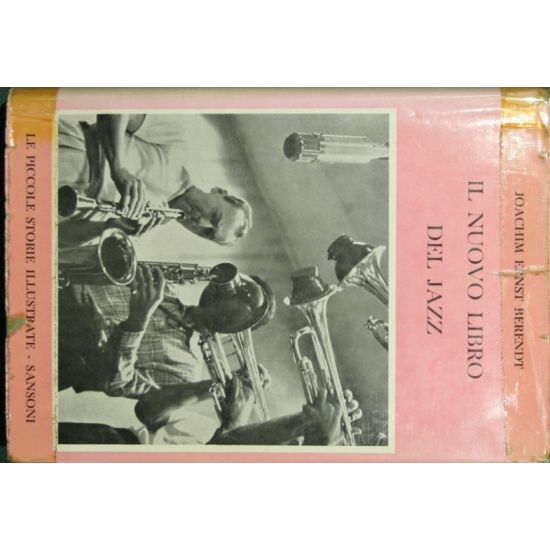 JOACHIM ERNST BERENDT
IL NUOVO LIBRO
DEL JAZZ
LE PICCOLE STORIE ILLUSTRATE - SANSONI